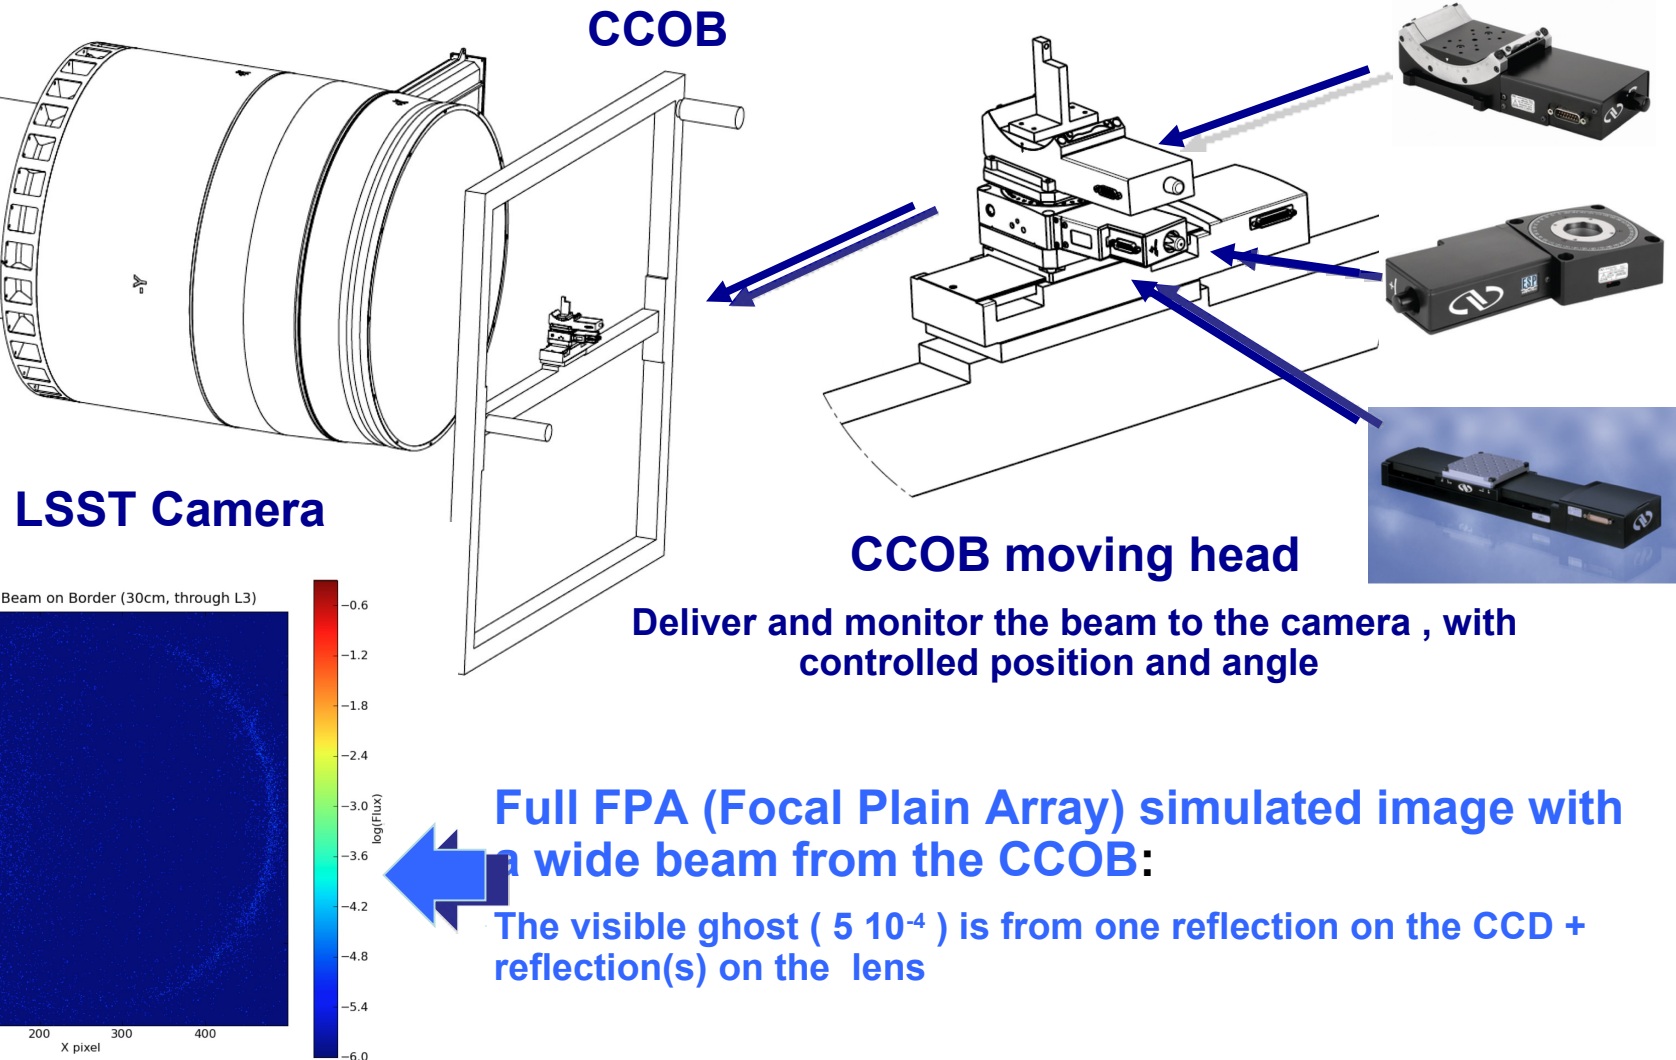 CCOB
-Y
ESP
LSST Camera
CCOB moving head
Deliver and monitor the beam to the camera , with
controlled position and angle
Beam on Border (30cm, through L3)
−0.6
−1.2
−1.8
−2.4
−3.0
−3.6
−4.2
−4.8
−5.4
−6.0
log(Flux)
200 300 400
X pixel
Full FPA (Focal Plain Array) simulated image with
a wide beam from the CCOB:
The visible ghost ( 5 10⁻⁴ ) is from one reflection on the CCD +
reflection(s) on the lens